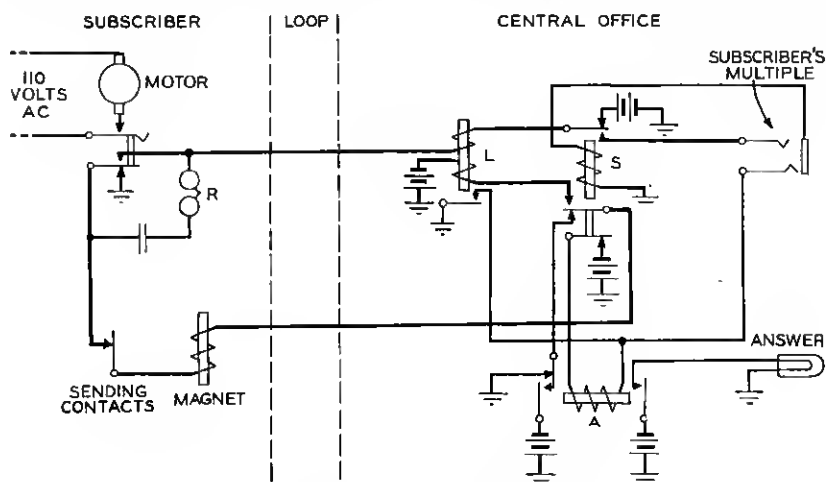 SUBSCRIBER
LOOP
CENTRAL OFFICE
110
VOLTS
AC
MOTOR
SUBSCRIBER'S
MULTIPLE
L
S
R
SENDING
CONTACTS
MAGNET
A
ANSWER